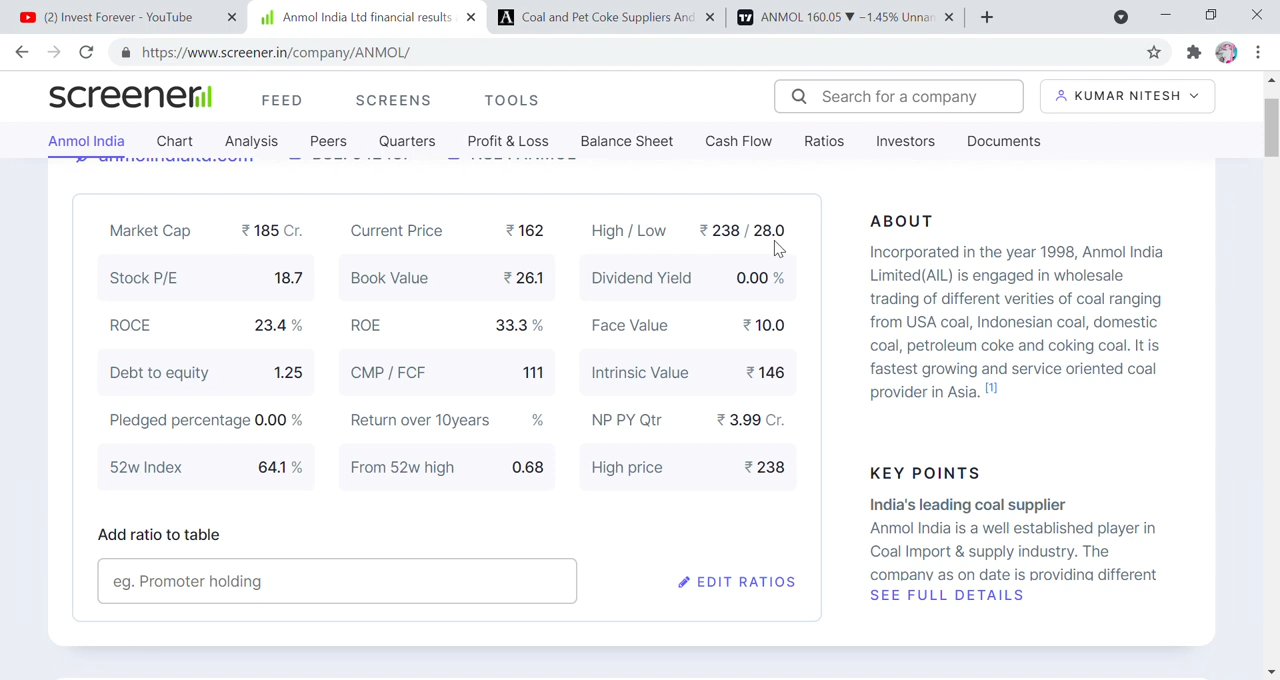 (2) Invest Forever - YouTube
Anmol India Ltd financial results
Coal and Pet Coke Suppliers And
ANMOL 160.05 ▼ −1.45% Unnan
https://www.screener.in/company/ANMOL/
screener
FEED
SCREENS
TOOLS
Search for a company
KUMAR NITESH
Anmol India
Chart
Analysis
Peers
Quarters
Profit & Loss
Balance Sheet
Cash Flow
Ratios
Investors
Documents
Market Cap ₹ 185 Cr.
Current Price ₹ 162
High / Low ₹ 238 / 28.0
Stock P/E 18.7
Book Value ₹ 26.1
Dividend Yield 0.00 %
ROCE 23.4 %
ROE 33.3 %
Face Value ₹ 10.0
Debt to equity 1.25
CMP / FCF 111
Intrinsic Value ₹ 146
Pledged percentage 0.00 %
Return over 10years %
NP PY Qtr ₹ 3.99 Cr.
52w Index 64.1 %
From 52w high 0.68
High price ₹ 238
Add ratio to table
eg. Promoter holding
EDIT RATIOS
ABOUT
Incorporated in the year 1998, Anmol India
Limited(AIL) is engaged in wholesale
trading of different verities of coal ranging
from USA coal, Indonesian coal, domestic
coal, petroleum coke and coking coal. It is
fastest growing and service oriented coal
provider in Asia. [1]
KEY POINTS
India's leading coal supplier
Anmol India is a well established player in
Coal Import & supply industry. The
company as on date is providing different
SEE FULL DETAILS